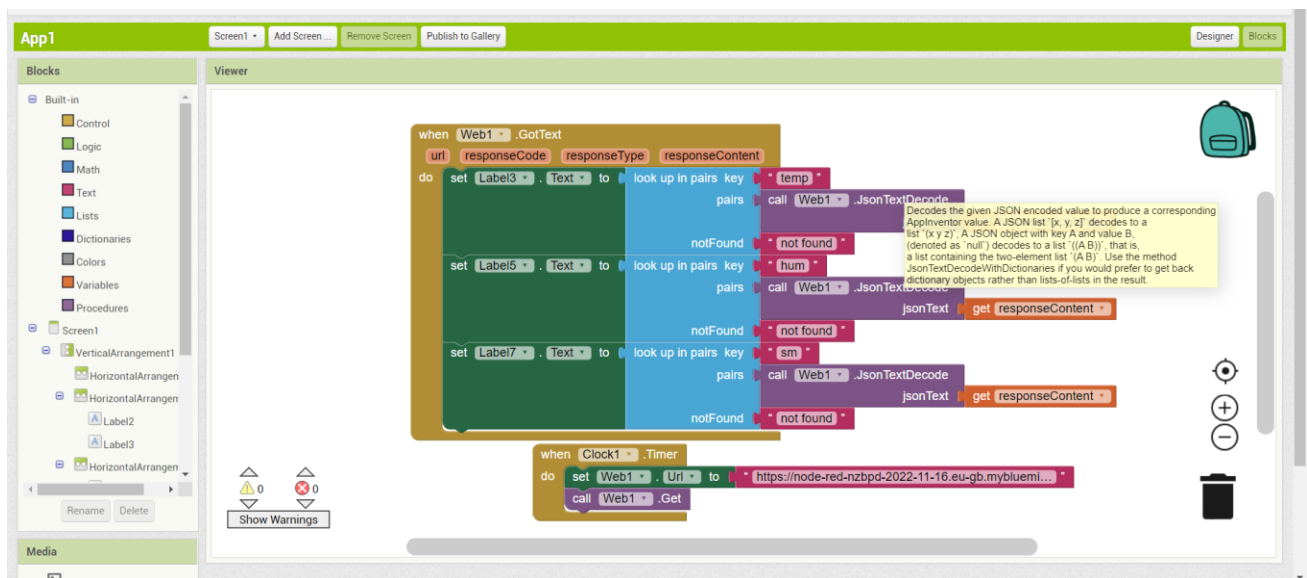 App1 Screen1 Add Screen ... Remove Screen Publish to Gallery Designer Blocks
Blocks
Built-in
Control
Logic
Math
Text
Lists
Dictionaries
Colors
Variables
Procedures
Screen1
VerticalArrangement1
HorizontalArrangen
HorizontalArrangen
Label2
Label3
HorizontalArrangen
Rename Delete
Media
Viewer
when Web1 .GotText
url responseCode responseType responseContent
do set Label3 . Text to look up in pairs key " temp "
pairs call Web1 .JsonTextDecode
notFound " not found "
set Label5 . Text to look up in pairs key " hum "
pairs call Web1 .JsonTextDecode
jsonText get responseContent
notFound " not found "
set Label7 . Text to look up in pairs key " sm "
pairs call Web1 .JsonTextDecode
jsonText get responseContent
notFound " not found "
Decodes the given JSON encoded value to produce a corresponding
AppInventor value. A JSON list `[x, y, z]` decodes to a
list `(x y z)`, A JSON object with key A and value B,
(denoted as `null`) decodes to a list `((A B))`, that is,
a list containing the two-element list `(A B)`. Use the method
JsonTextDecodeWithDictionaries if you would prefer to get back
dictionary objects rather than lists-of-lists in the result.
when Clock1 .Timer
do set Web1 . Url to " https://node-red-nzbpd-2022-11-16.eu-gb.mybluemi... "
call Web1 .Get
0 0
Show Warnings